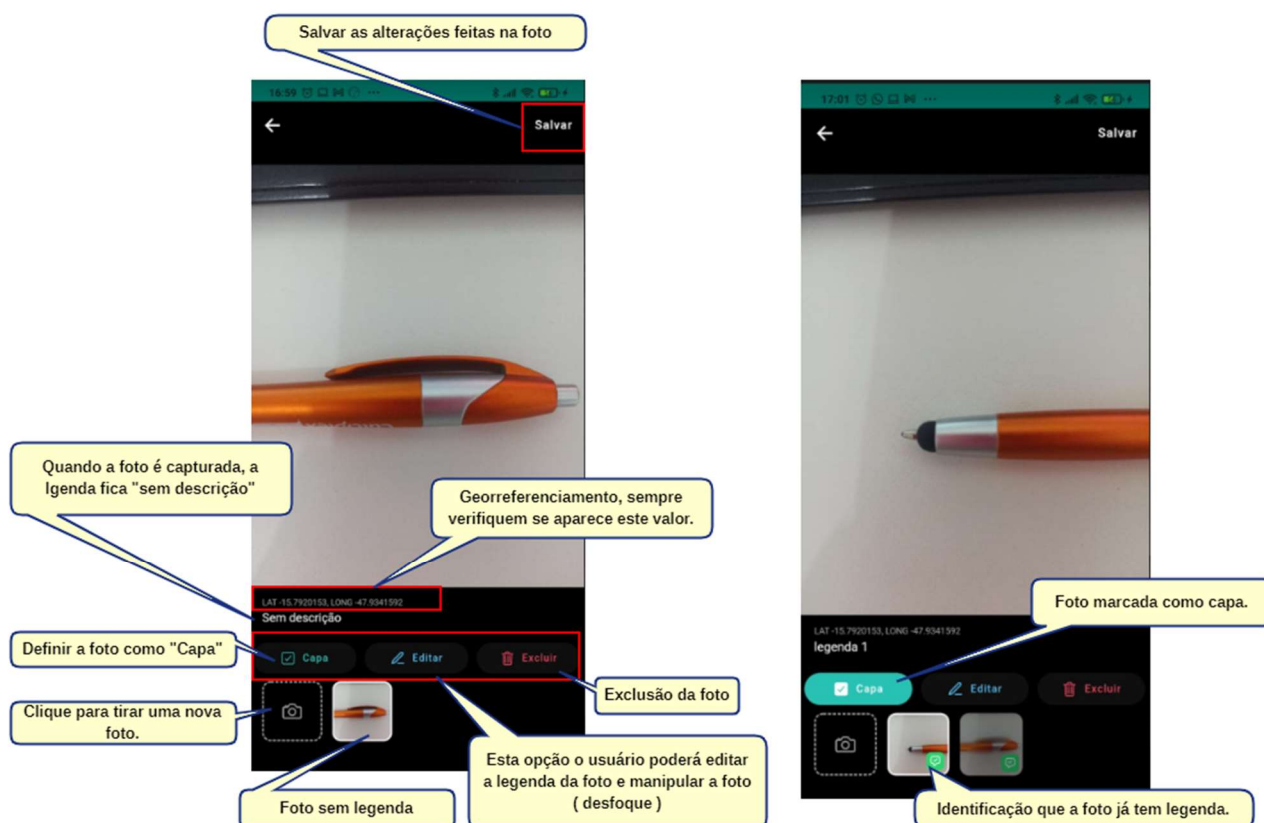 Salvar as alterações feitas na foto
16:59
Salvar
17:01
Salvar
Quando a foto é capturada, a
lgenda fica "sem descrição"
Georreferenciamento, sempre
verifiquem se aparece este valor.
LAT -15.7920153, LONG -47.9341592
Sem descrição
Definir a foto como "Capa"
Capa
Editar
Excluir
Exclusão da foto
Clique para tirar uma nova
foto.
Esta opção o usuário poderá editar
a legenda da foto e manipular a foto
( desfoque )
Foto sem legenda
Foto marcada como capa.
LAT -15.7920153, LONG -47.9341592
legenda 1
Capa
Editar
Excluir
Identificação que a foto já tem legenda.